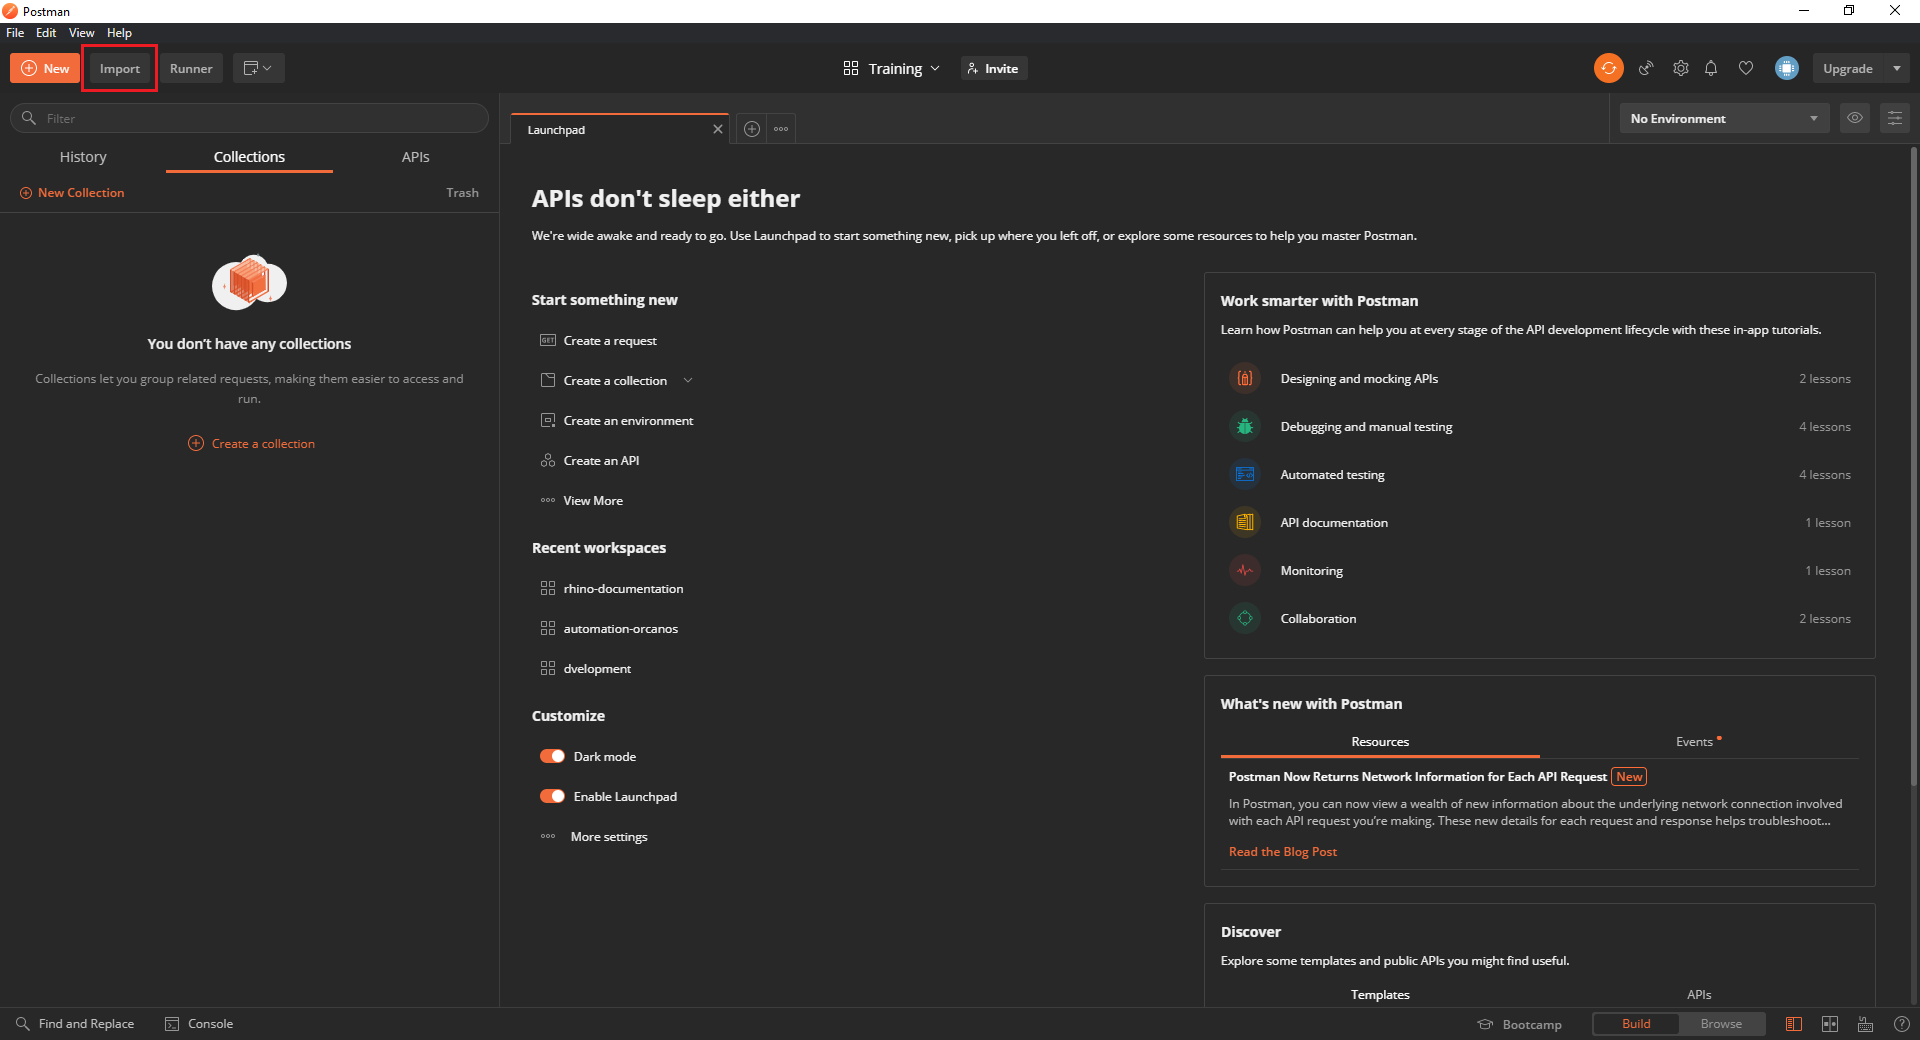 Postman
File Edit View Help
New Import Runner
Training Invite
Upgrade
Filter
History Collections APIs
New Collection Trash
You don't have any collections
Collections let you group related requests, making them easier to access and
run.
Create a collection
Launchpad
No Environment
APIs don't sleep either
We're wide awake and ready to go. Use Launchpad to start something new, pick up where you left off, or explore some resources to help you master Postman.
Start something new
GET Create a request
Create a collection
Create an environment
Create an API
View More
Recent workspaces
rhino-documentation
automation-orcanos
dvelopment
Customize
Dark mode
Enable Launchpad
More settings
Work smarter with Postman
Learn how Postman can help you at every stage of the API development lifecycle with these in-app tutorials.
Designing and mocking APIs 2 lessons
Debugging and manual testing 4 lessons
Automated testing 4 lessons
API documentation 1 lesson
Monitoring 1 lesson
Collaboration 2 lessons
What's new with Postman
Resources Events
Postman Now Returns Network Information for Each API Request New
In Postman, you can now view a wealth of new information about the underlying network connection involved
with each API request you're making. These new details for each request and response helps troubleshoot...
Read the Blog Post
Discover
Explore some templates and public APIs you might find useful.
Templates APIs
Find and Replace Console
Bootcamp Build Browse